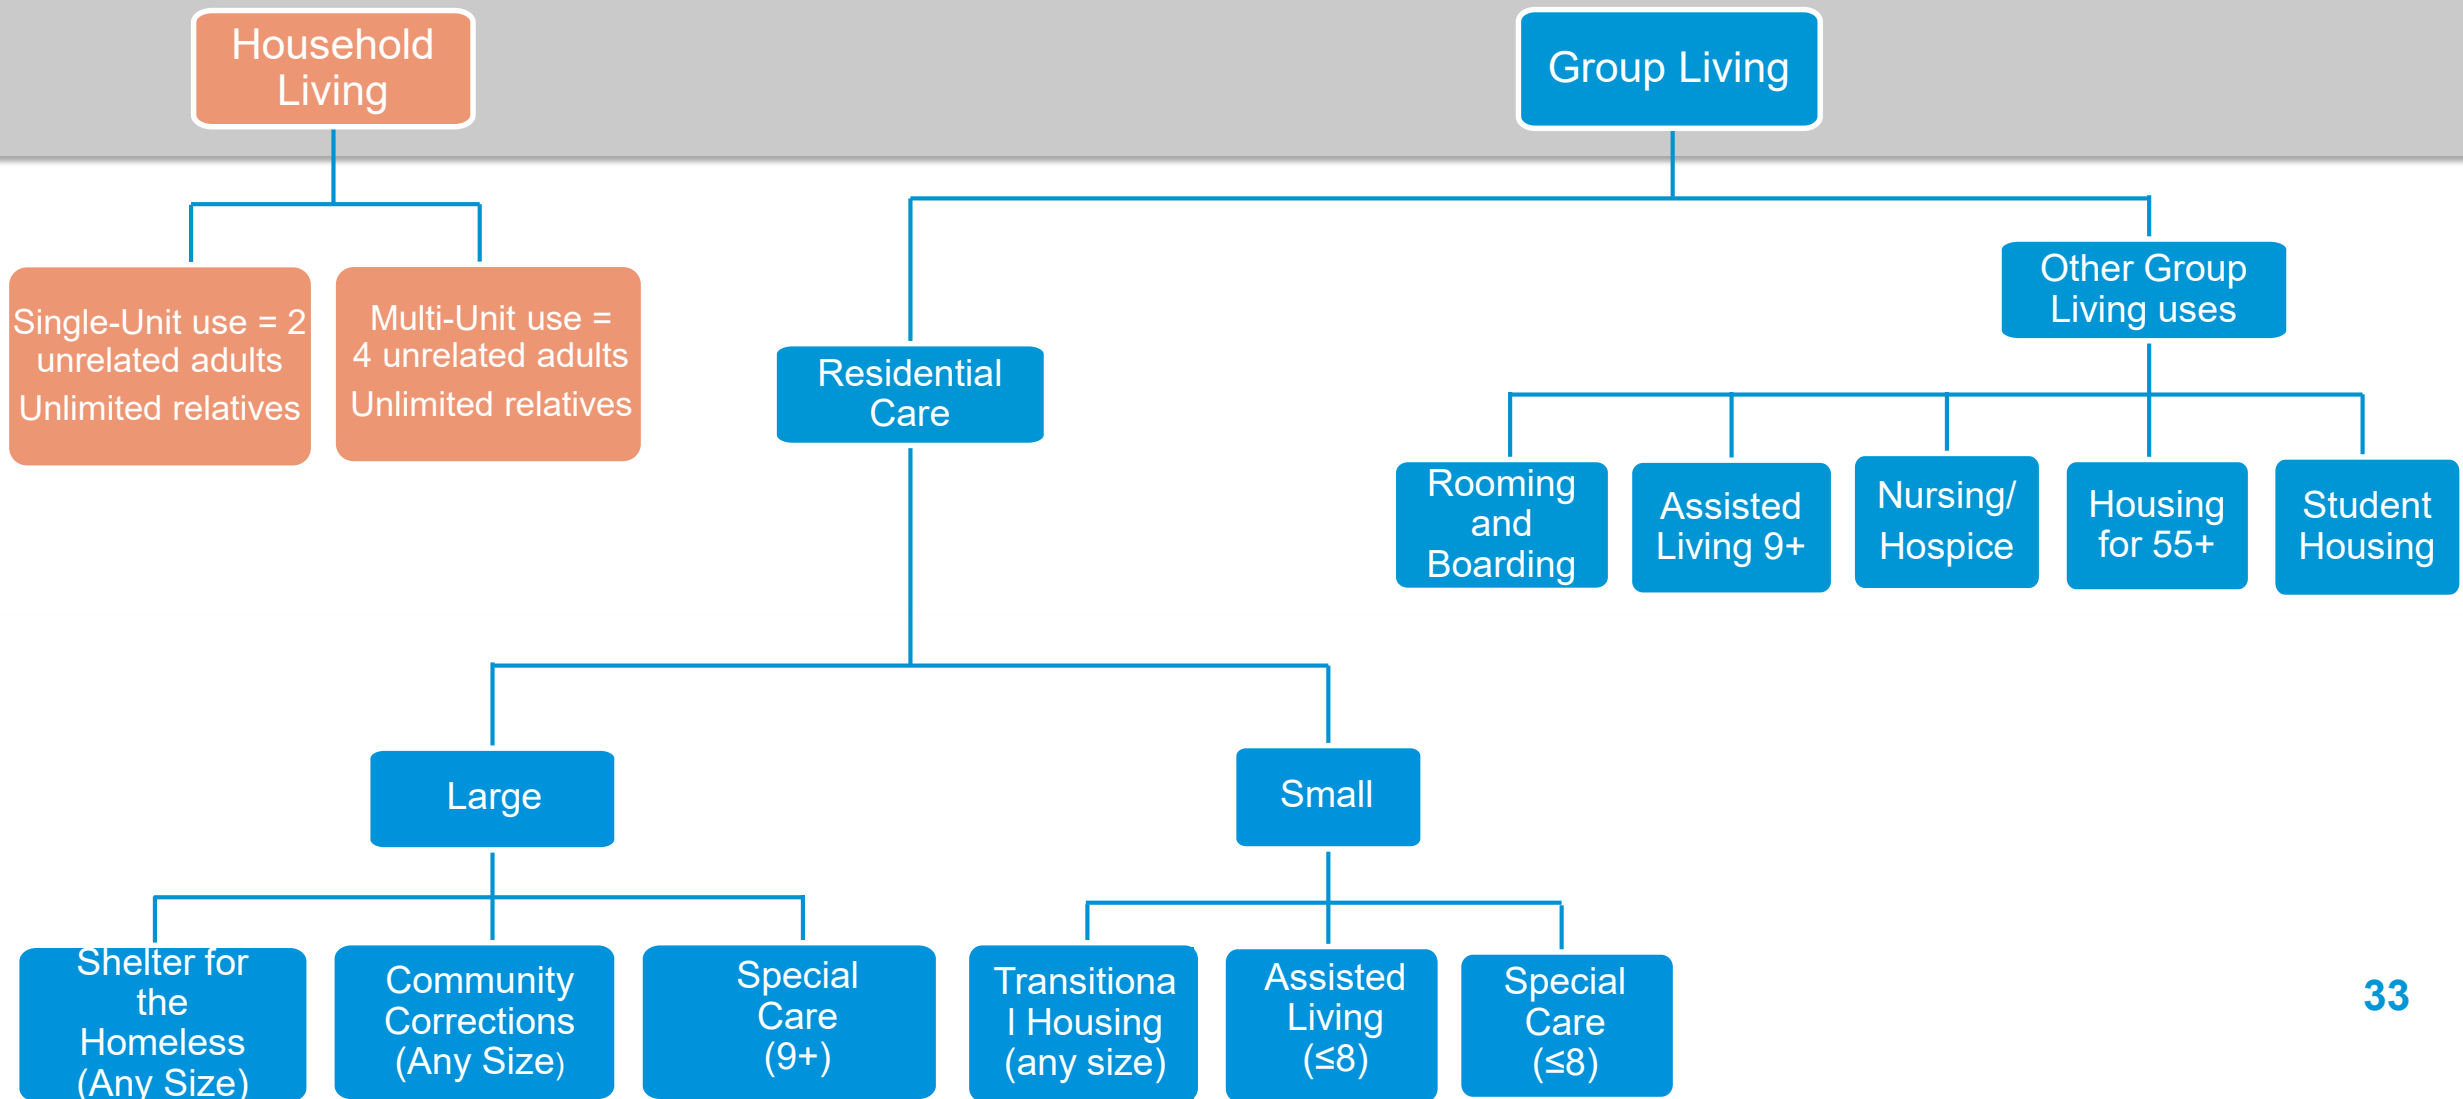 Household
Living
Group Living
Single-Unit use = 2
unrelated adults
Unlimited relatives
Multi-Unit use =
4 unrelated adults
Unlimited relatives
Residential
Care
Other Group
Living uses
Rooming
and
Boarding
Assisted
Living 9+
Nursing/
Hospice
Housing
for 55+
Student
Housing
Large
Small
Shelter for
the
Homeless
(Any Size)
Community
Corrections
(Any Size)
Special
Care
(9+)
Transitiona
l Housing
(any size)
Assisted
Living
(≤8)
Special
Care
(≤8)
33